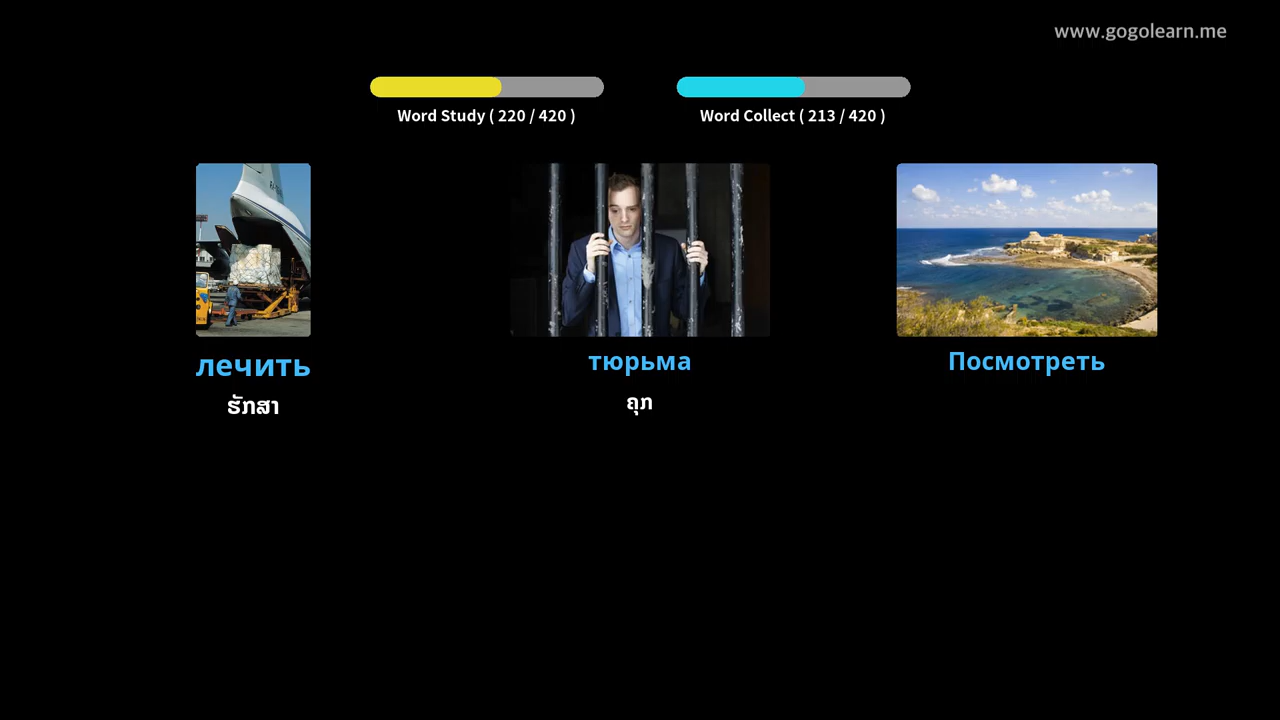 www.gogolearn.me
Word Study ( 220 / 420 )
Word Collect ( 213 / 420 )
лечить
тюрьма
Посмотреть
ຮັກສາ
ຄຸກ